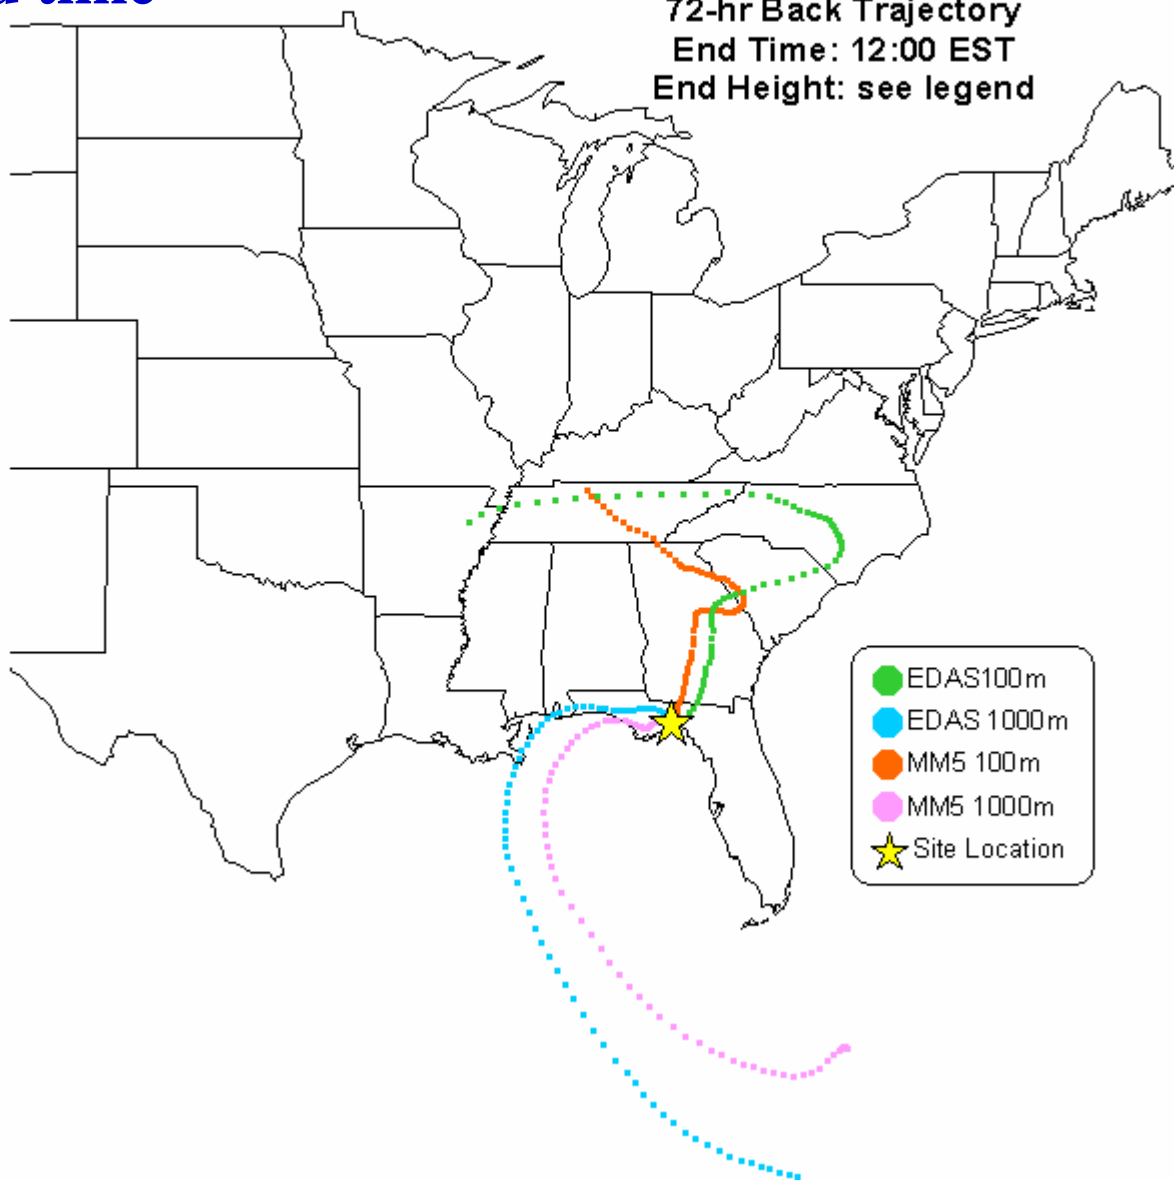 time
72-hr Back Trajectory
End Time: 12:00 EST
End Height: see legend
EDAS100m
EDAS 1000m
MM5 100m
MM5 1000m
Site Location